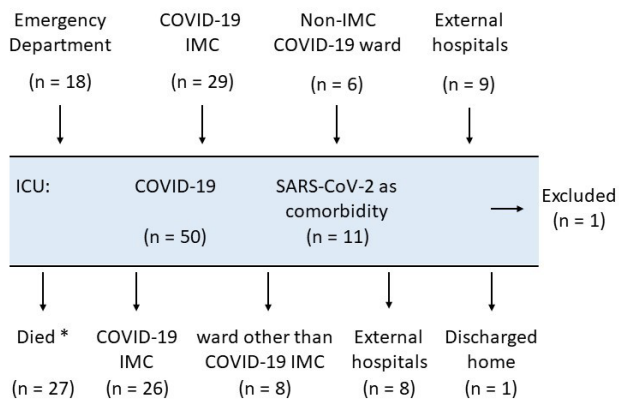 Emergency
Department
(n = 18)
COVID-19
IMC
(n = 29)
Non-IMC
COVID-19 ward
(n = 6)
External
hospitals
(n = 9)
ICU:
COVID-19
(n = 50)
SARS-CoV-2 as
comorbidity
(n = 11)
Excluded
(n = 1)
Died *
(n = 27)
COVID-19
IMC
(n = 26)
ward other than
COVID-19 IMC
(n = 8)
External
hospitals
(n = 8)
Discharged
home
(n = 1)